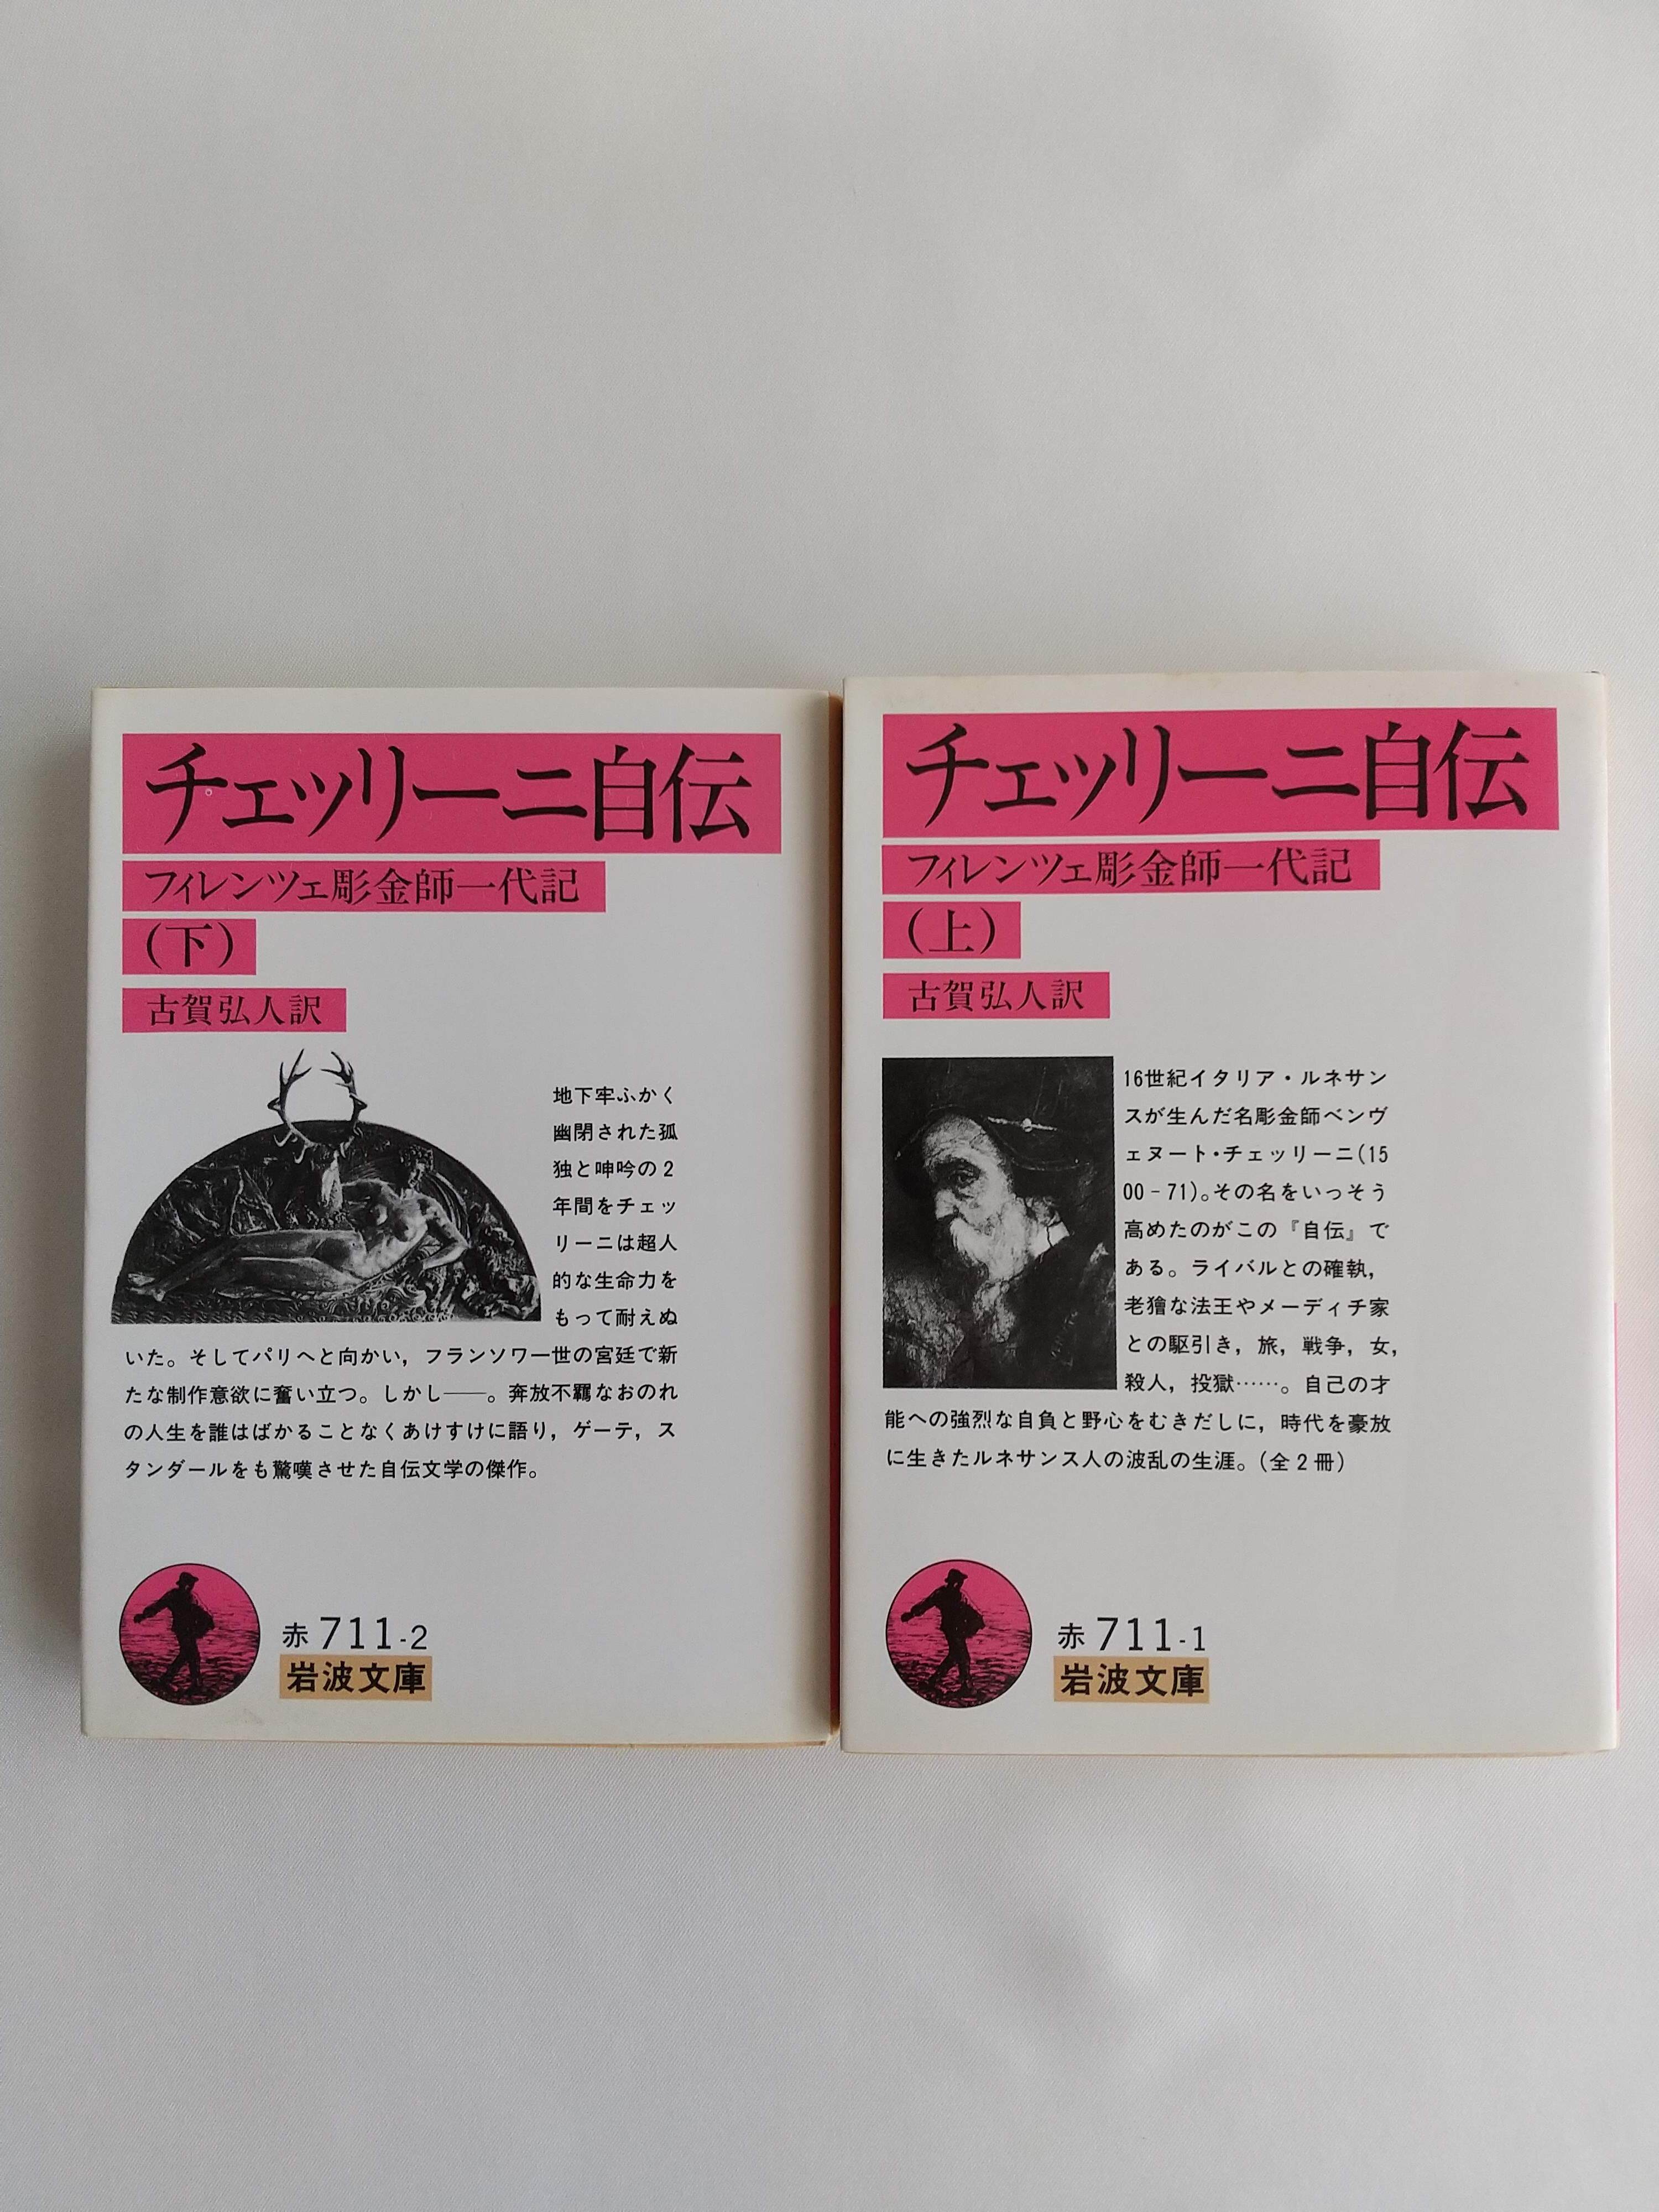 チェッリーニ自伝
フィレンツェ彫金師一代記
(下)
古賀弘人訳
地下牢ふかく
幽閉された孤
独と呻吟の2
年間をチェッ
リーニは超人
的な生命力を
もって耐えぬ
いた。そしてパリへと向かい，フランソワ一世の宮廷で新
たな制作意欲に奮い立つ。しかし――。奔放不羈なおのれ
の人生を誰はばかることなくあけすけに語り，ゲーテ，ス
タンダールをも驚嘆させた自伝文学の傑作。
赤 711-2
岩波文庫
チェッリーニ自伝
フィレンツェ彫金師一代記
(上)
古賀弘人訳
16世紀イタリア・ルネサン
スが生んだ名彫金師ベンヴ
ェヌート・チェッリーニ(15
00－71)。その名をいっそう
高めたのがこの『自伝』で
ある。ライバルとの確執，
老獪な法王やメーディチ家
との駆引き，旅，戦争，女，
殺人，投獄……。自己の才
能への強烈な自負と野心をむきだしに，時代を豪放
に生きたルネサンス人の波乱の生涯。(全2冊)
赤 711-1
岩波文庫